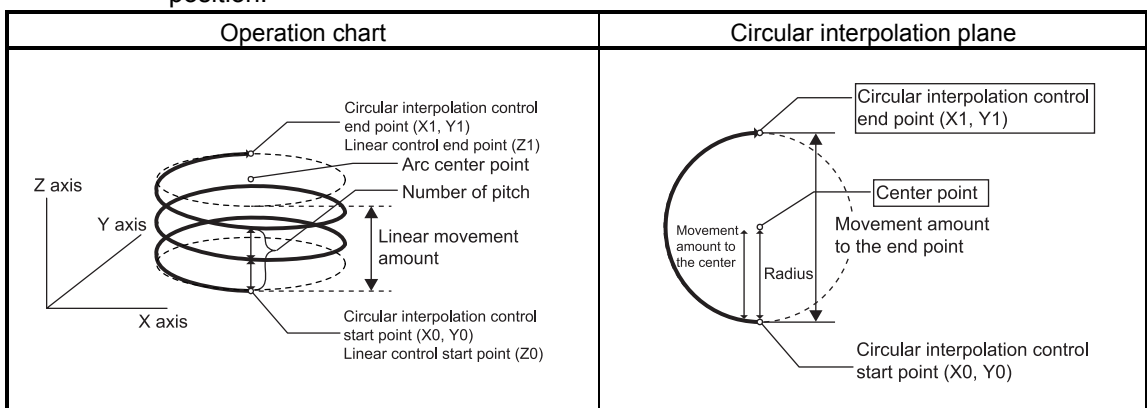 position.
Operation chart
Circular interpolation plane
Circular interpolation control
end point (X1, Y1)
Linear control end point (Z1)
Arc center point
Number of pitch
Z axis
Y axis
Linear movement
amount
X axis
Circular interpolation control
start point (X0, Y0)
Linear control start point (Z0)
Circular interpolation control
end point (X1, Y1)
Center point
Movement
amount to
the center
Movement amount
to the end point
Radius
Circular interpolation control
start point (X0, Y0)